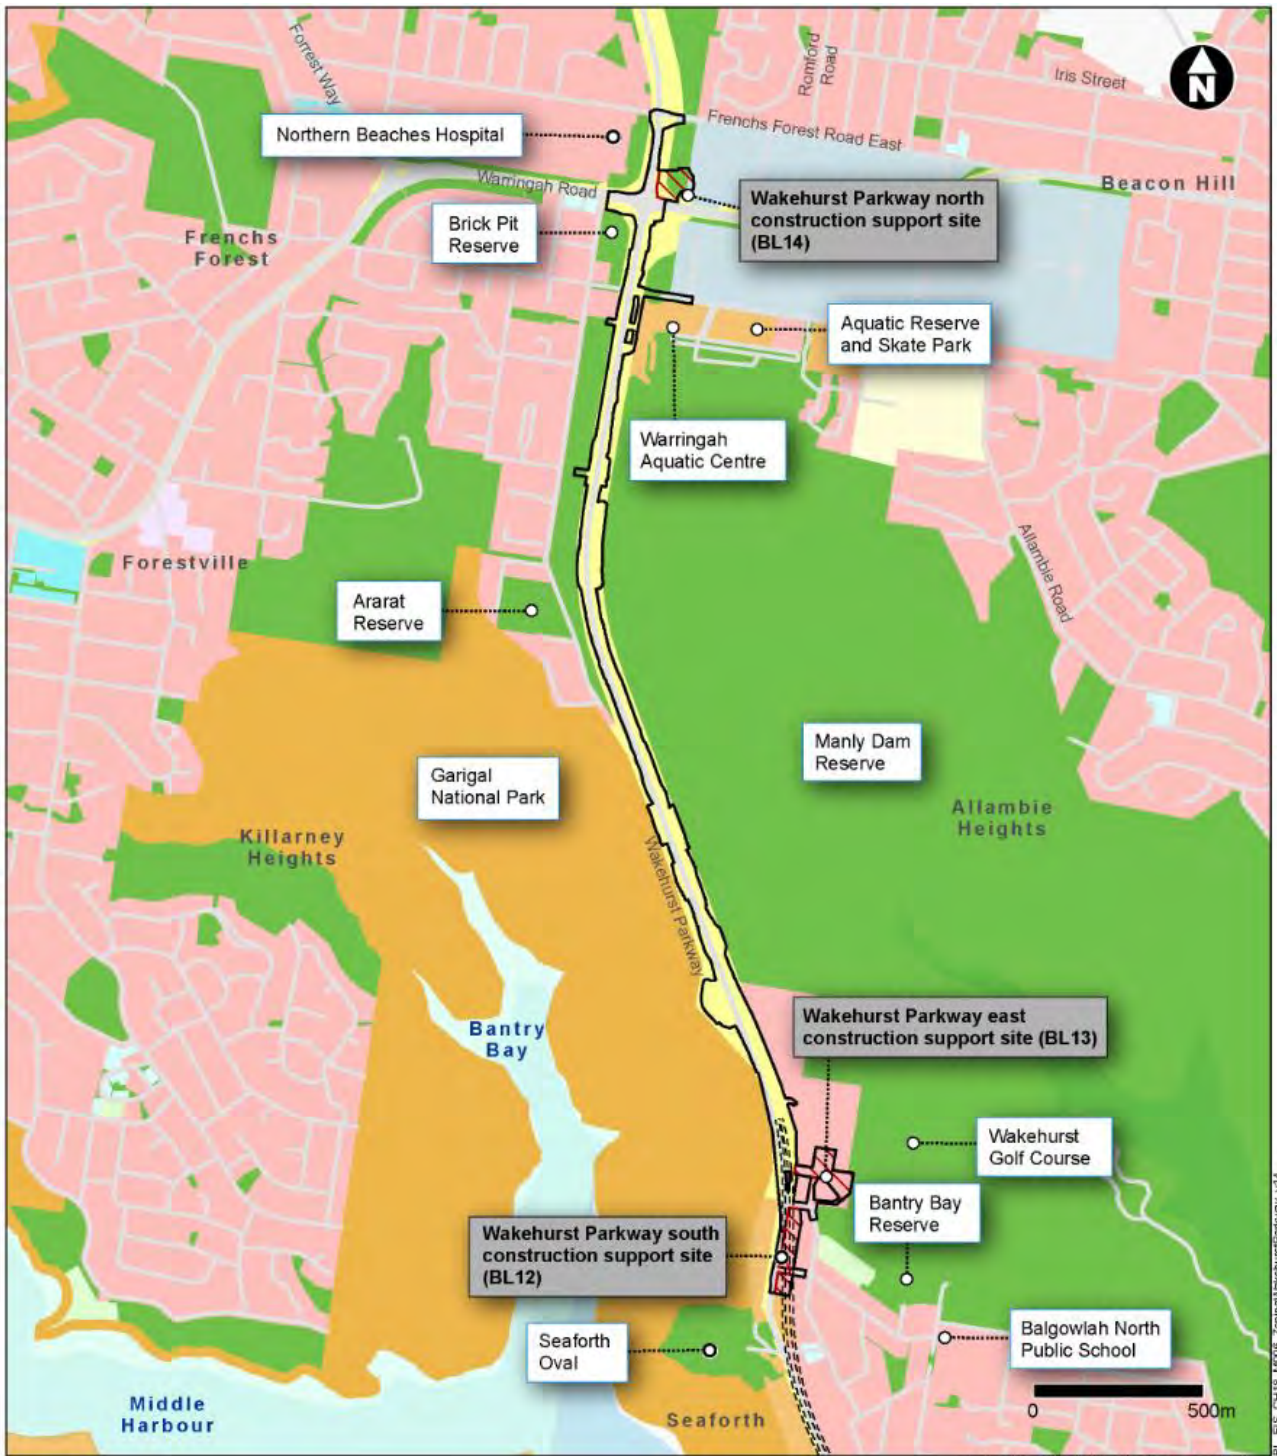 Forrest Way
Romford
Road
Iris Street
N
Northern Beaches Hospital
Frenchs Forest Road East
Warringah Road
Beacon Hill
Wakehurst Parkway north
construction support site
(BL14)
Brick Pit
Reserve
Frenchs
Forest
Aquatic Reserve
and Skate Park
Warringah
Aquatic Centre
Forestville
Allambie Road
Ararat
Reserve
Manly Dam
Reserve
Garigal
National Park
Allambie
Heights
Killarney
Heights
Wakehurst Parkway
Bantry
Bay
Wakehurst Parkway east
construction support site (BL13)
Wakehurst
Golf Course
Bantry Bay
Reserve
Wakehurst Parkway south
construction support site
(BL12)
Seaforth
Oval
Balgowlah North
Public School
Middle
Harbour
Seaforth
0 500m